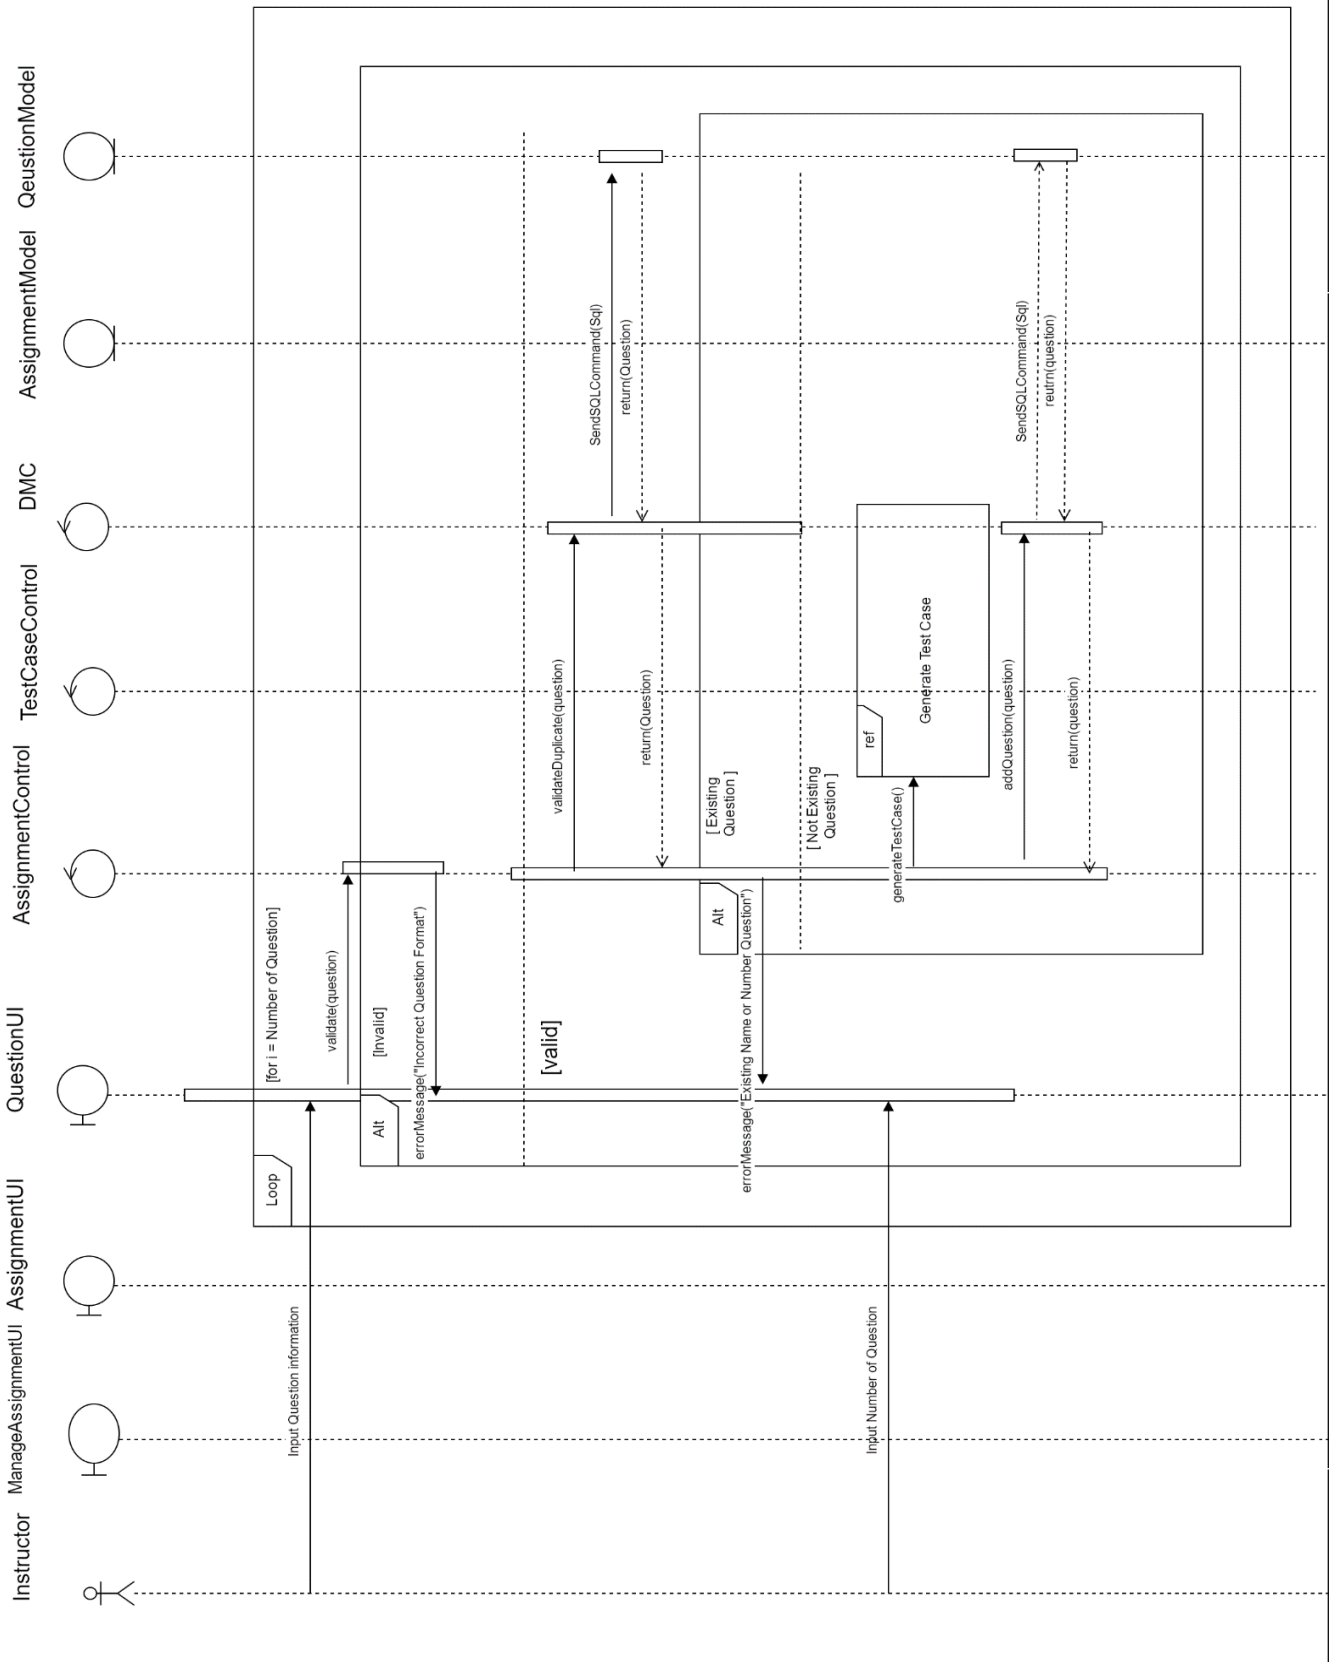 Instructor
ManageAssignmentUI
AssignmentUI
QuestionUI
AssignmentControl
TestCaseControl
DMC
AssignmentModel
QeustionModel
Loop
[for i = Number of Question]
Input Question information
validate(question)
Alt
[Invalid]
errorMessage("Incorrect Question Format")
[valid]
validateDuplicate(question)
SendSQLCommand(Sql)
return(Question)
return(Question)
Alt
[ Existing
Question ]
errorMessage("Existing Name or Number Question")
[ Not Existing
Question ]
Input Number of Question
generateTestCase()
ref
Generate Test Case
addQuestion(question)
SendSQLCommand(Sql)
reutrn(question)
return(question)